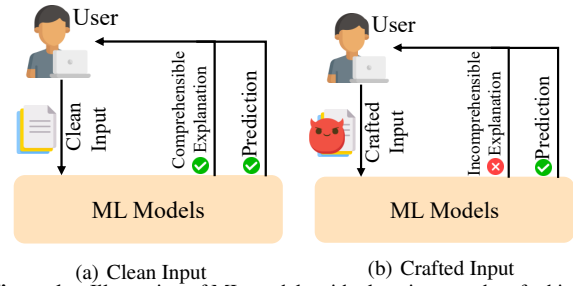 User
Clean
Input
Comprehensible
Explanation
Prediction
ML Models
(a) Clean Input
User
Crafted
Input
Incomprehensible
Explanation
Prediction
ML Models
(b) Crafted Input